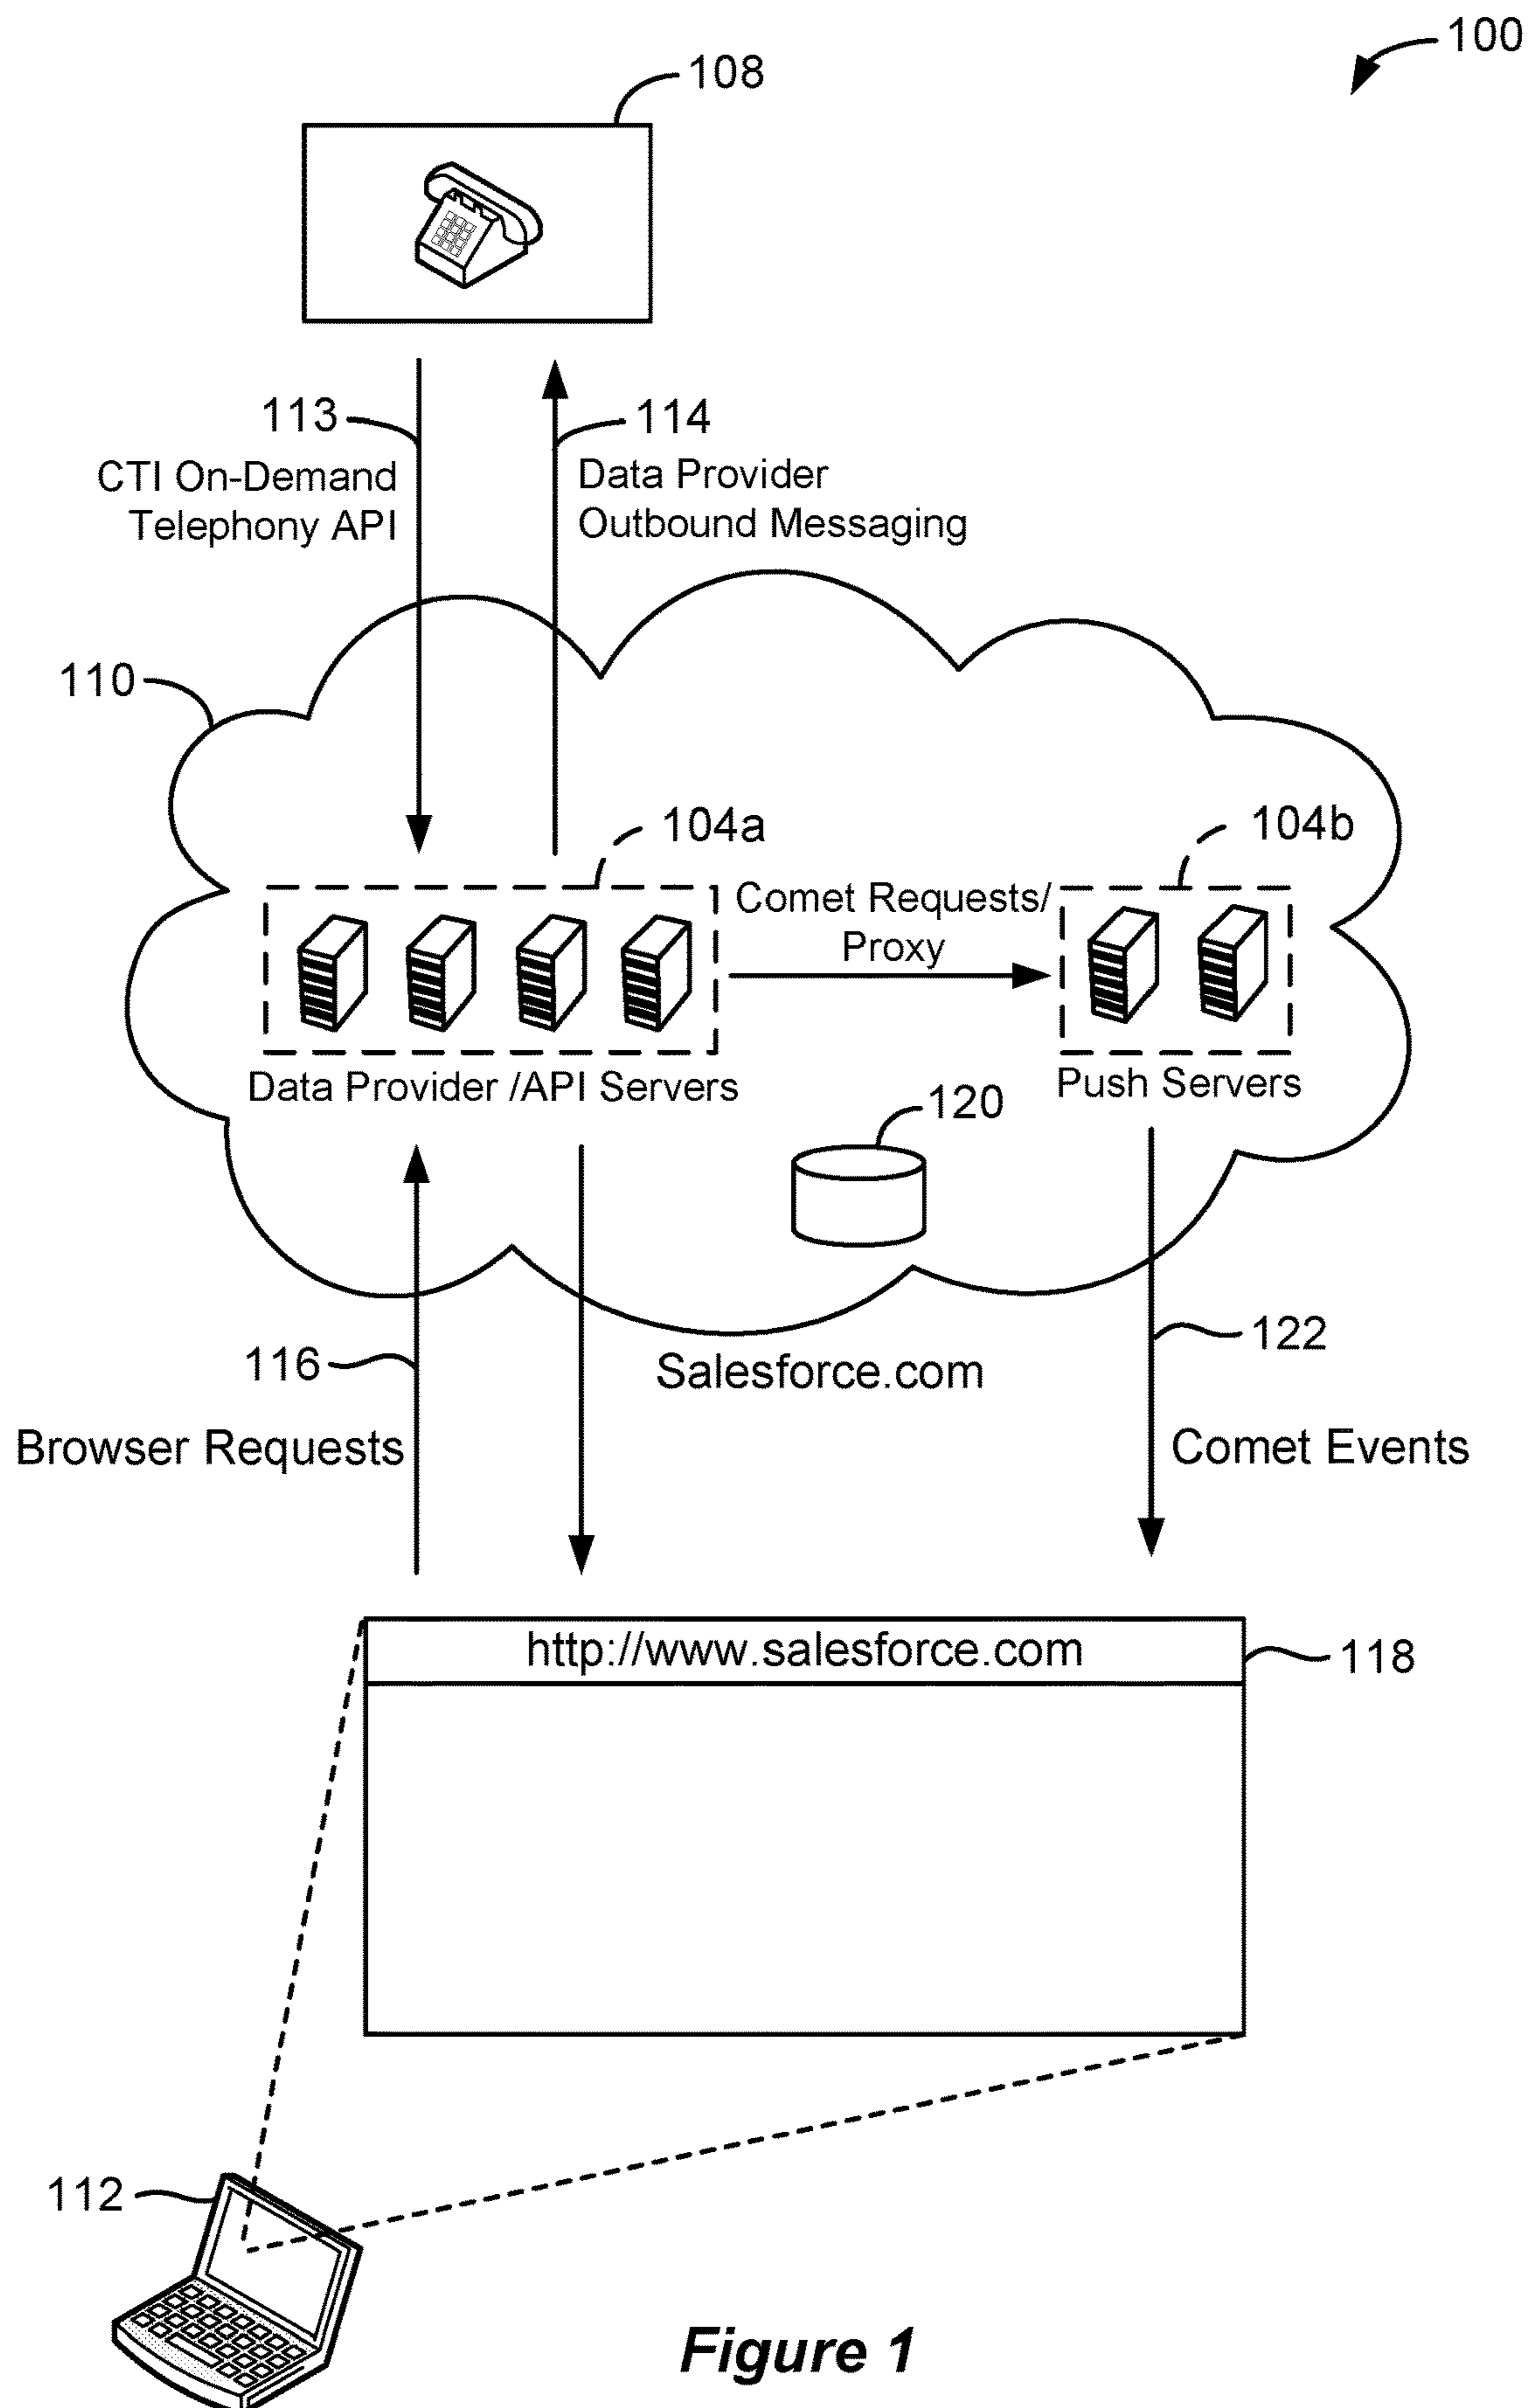 100
108
113
114
CTI On-Demand
Telephony API
Data Provider
Outbound Messaging
110
104a
104b
Comet Requests/
Proxy
Data Provider /API Servers
Push Servers
120
122
116
Salesforce.com
Browser Requests
Comet Events
http://www.salesforce.com
118
112
Figure 1